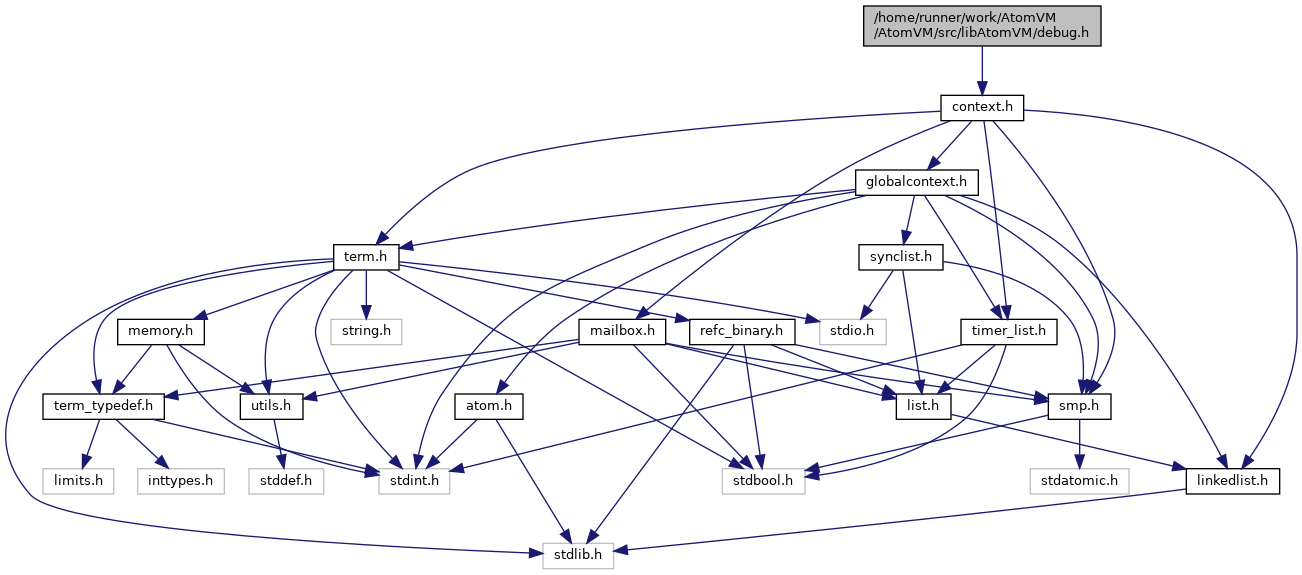 /home/runner/work/AtomVM
/AtomVM/src/libAtomVM/debug.h
context.h
globalcontext.h
term.h
synclist.h
memory.h
string.h
mailbox.h
refc_binary.h
stdio.h
timer_list.h
term_typedef.h
utils.h
atom.h
list.h
smp.h
limits.h
inttypes.h
stddef.h
stdint.h
stdbool.h
stdatomic.h
linkedlist.h
stdlib.h